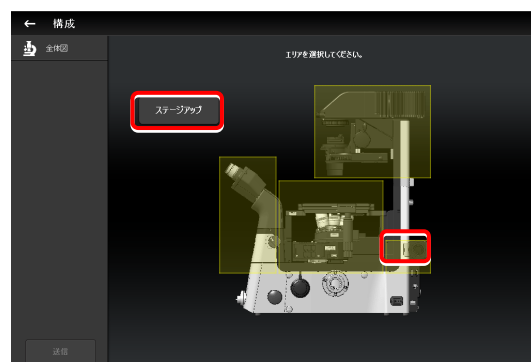 ← 構成
全体図
エリアを選択してください。
ステージアップ
送信